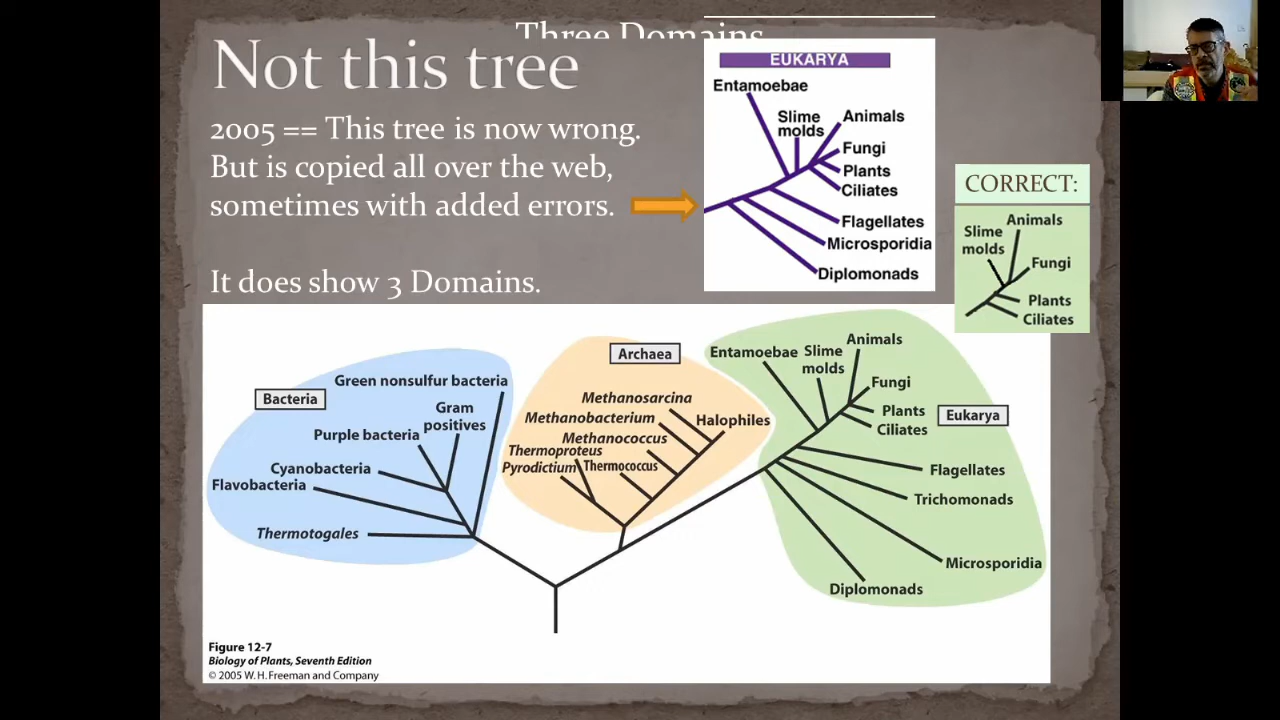 Three Domains
Not this tree
2005 == This tree is now wrong.
But is copied all over the web,
sometimes with added errors.
It does show 3 Domains.
EUKARYA
Entamoebae
Slime
molds
Animals
Fungi
Plants
Ciliates
Flagellates
Microsporidia
Diplomonads
CORRECT:
Animals
Slime
molds
Fungi
Plants
Ciliates
Bacteria
Green nonsulfur bacteria
Gram
positives
Purple bacteria
Cyanobacteria
Flavobacteria
Thermotogales
Archaea
Methanosarcina
Methanobacterium
Halophiles
Methanococcus
Thermoproteus
Pyrodictium
Thermococcus
Entamoebae
Slime
molds
Animals
Fungi
Plants
Ciliates
Eukarya
Flagellates
Trichomonads
Microsporidia
Diplomonads
Figure 12-7
Biology of Plants, Seventh Edition
© 2005 W. H. Freeman and Company